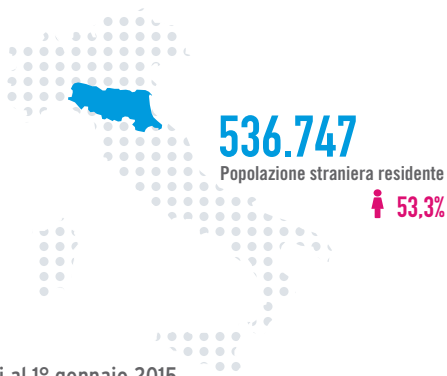 536.747
Popolazione straniera residente
53,3%
al 1° gennaio 2015